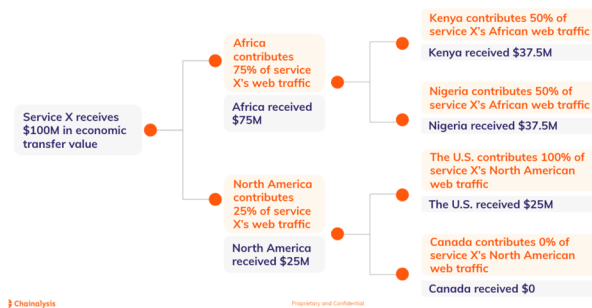 Service X receives
$100M in economic
transfer value
Africa
contributes
75% of service
X's web traffic
Africa received
$75M
Kenya contributes 50% of
service X's African web traffic
Kenya received $37.5M
Nigeria contributes 50% of
service X's African web traffic
Nigeria received $37.5M
North America
contributes
25% of service
X's web traffic
North America
received $25M
The U.S. contributes 100% of
service X's North American
web traffic
The U.S. received $25M
Canada contributes 0% of
service X's North American
web traffic
Canada received $0
Chainalysis
Proprietary and Confidential